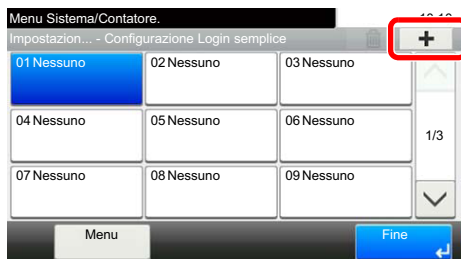 Menu Sistema/Contatore.
Impostazion... - Configurazione Login semplice
01 Nessuno
02 Nessuno
03 Nessuno
04 Nessuno
05 Nessuno
06 Nessuno
1/3
07 Nessuno
08 Nessuno
09 Nessuno
Menu
Fine